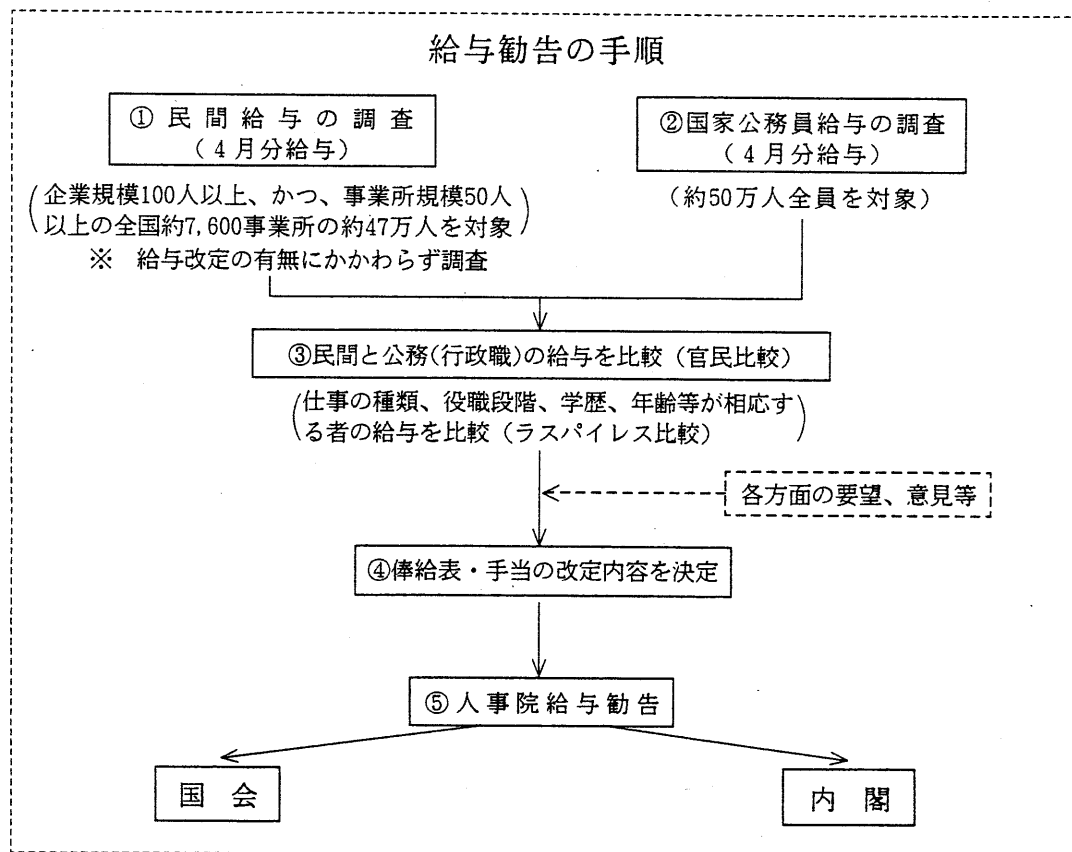 給与勧告の手順
①民間給与の調査
(4月分給与)
②国家公務員給与の調査
(4月分給与)
(企業規模100人以上、かつ、事業所規模50人
以上の全国約7,600事業所の約47万人を対象)
※ 給与改定の有無にかかわらず調査
(約50万人全員を対象)
③民間と公務(行政職)の給与を比較(官民比較)
(仕事の種類、役職段階、学歴、年齢等が相応す
る者の給与を比較(ラスパイレス比較))
各方面の要望、意見等
④俸給表・手当の改定内容を決定
⑤人事院給与勧告
国会
内閣